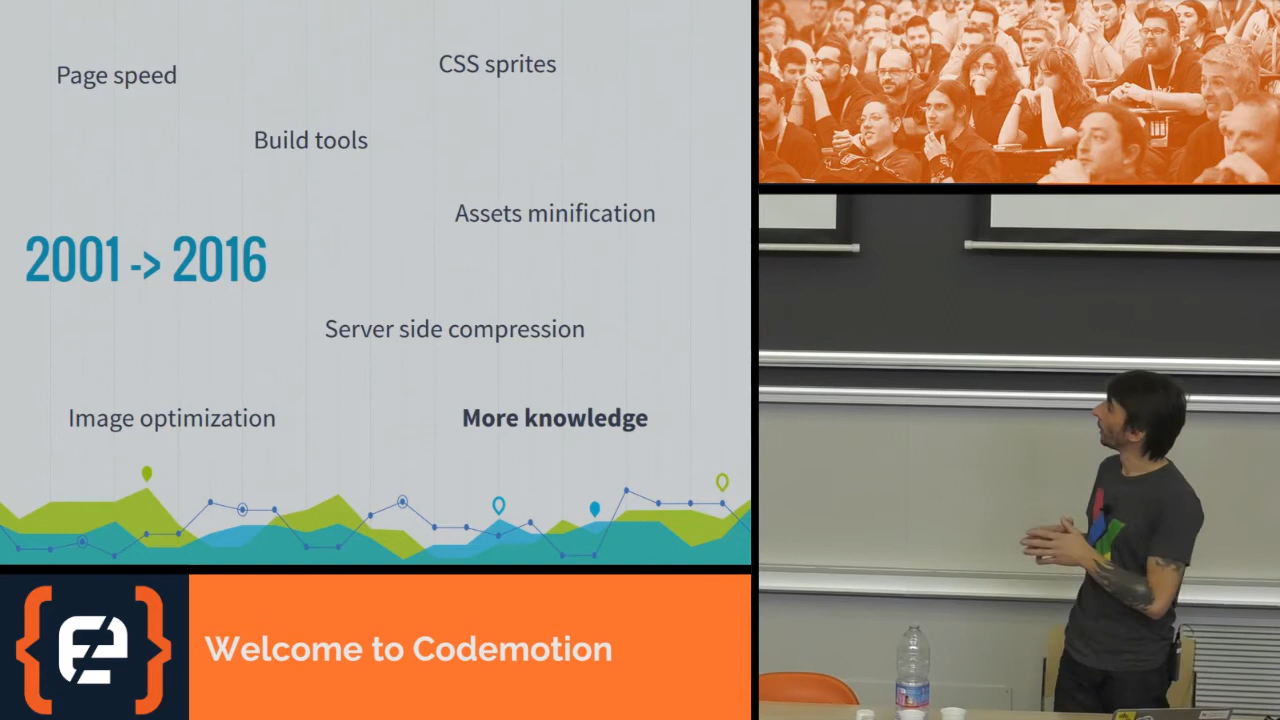 Page speed
CSS sprites
Build tools
Assets minification
2001 -> 2016
Server side compression
Image optimization
More knowledge
Welcome to Codemotion